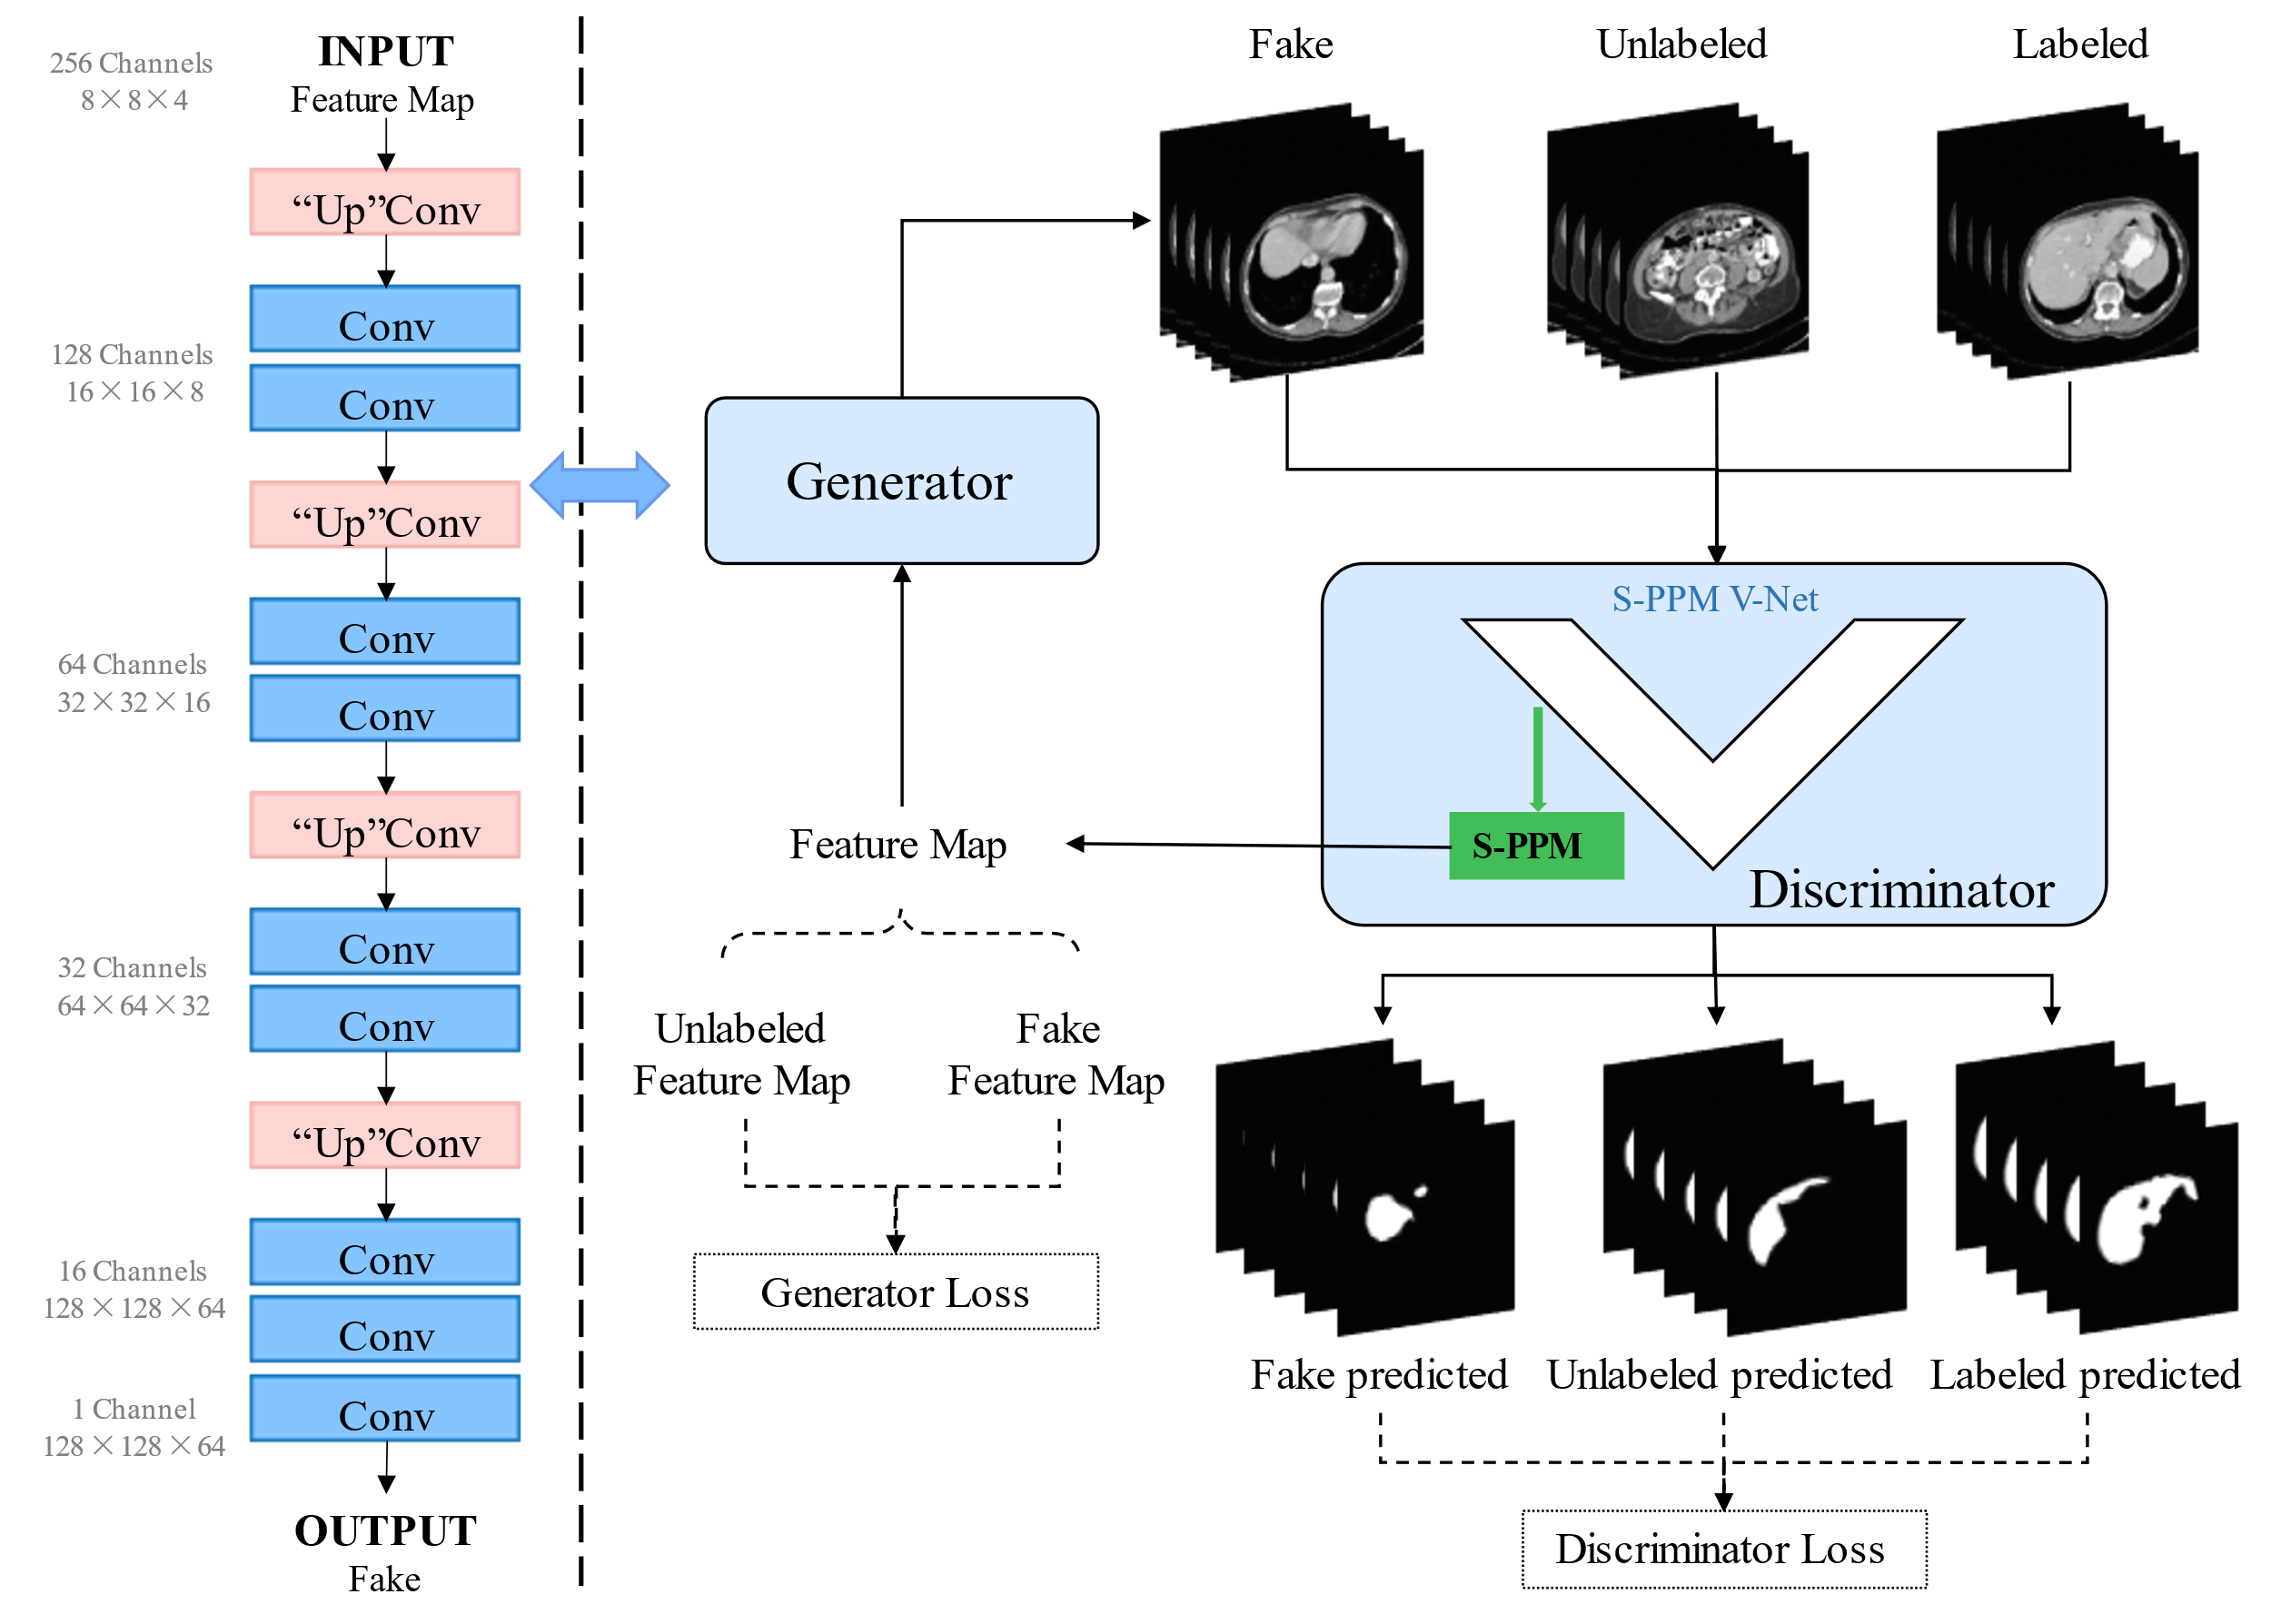 256 Channels
8×8×4
INPUT
Feature Map
“Up”Conv
Conv
128 Channels
16×16×8
Conv
“Up”Conv
Conv
64 Channels
32×32×16
Conv
“Up”Conv
Conv
32 Channels
64×64×32
Conv
“Up”Conv
Conv
16 Channels
128×128×64
Conv
1 Channel
128×128×64
Conv
OUTPUT
Fake
Fake
Unlabeled
Labeled
Generator
S-PPM V-Net
S-PPM
Discriminator
Feature Map
Unlabeled
Feature Map
Fake
Feature Map
Generator Loss
Fake predicted
Unlabeled predicted
Labeled predicted
Discriminator Loss